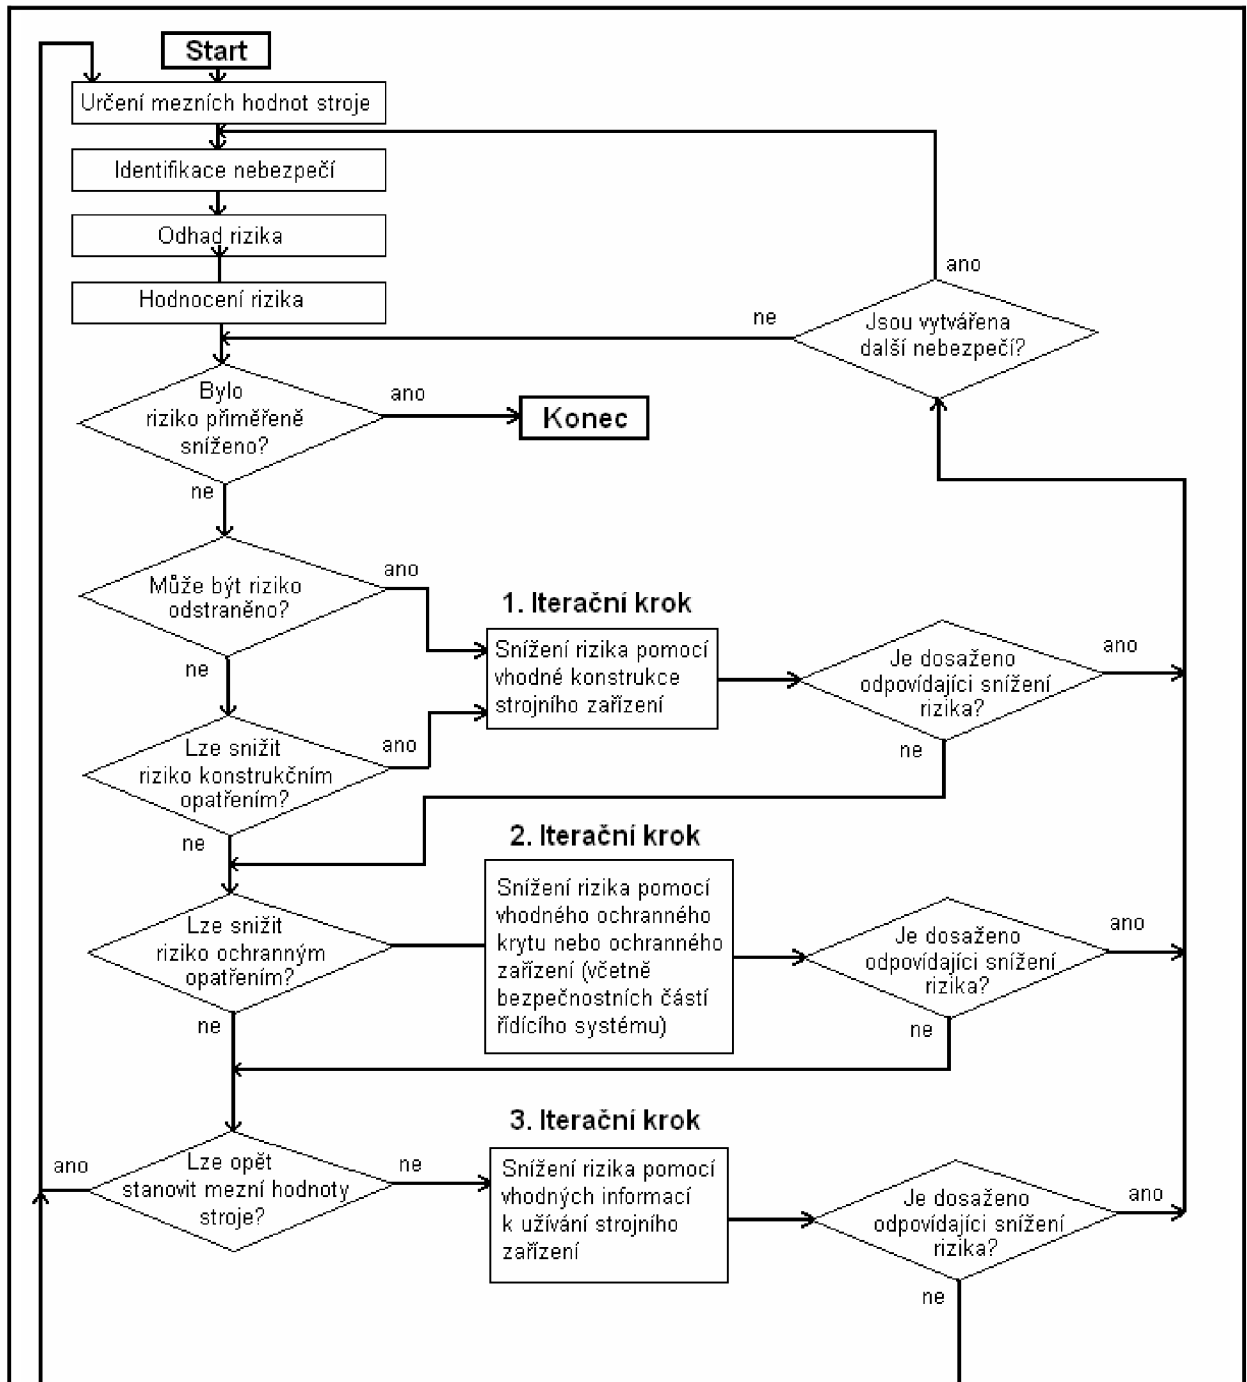 Start
Určení mezních hodnot stroje
Identifikace nebezpečí
Odhad rizika
Hodnocení rizika
ano
Jsou vytvářena
další nebezpečí?
ne
Bylo
riziko přiměřeně
sníženo?
ano
Konec
ne
Může být riziko
odstraněno?
ano
ne
1. Iterační krok
Snížení rizika pomocí
vhodné konstrukce
strojního zařízení
Je dosaženo
odpovídajíci snížení
rizika?
ano
ne
Lze snižit
riziko konstrukčním
opatřením?
ano
ne
2. Iterační krok
Snížení rizika pomocí
vhodného ochranného
krytu nebo ochranného
zařízení (včetně
bezpečnostních částí
řídícího systému)
Lze snižit
riziko ochranným
opatřením?
ne
Je dosaženo
odpovídajíci snížení
rizika?
ano
ne
3. Iterační krok
Lze opět
stanovit mezní hodnoty
stroje?
ano
ne
Snížení rizika pomocí
vhodných informací
k užívání strojního
zařízení
Je dosaženo
odpovídajíci snížení
rizika?
ano
ne